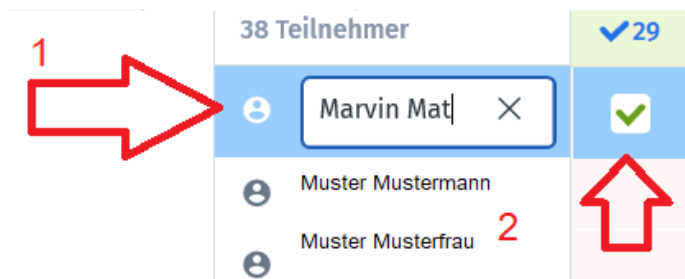 38 Teilnehmer
29
1
Marvin Mat
Muster Mustermann
Muster Musterfrau
2